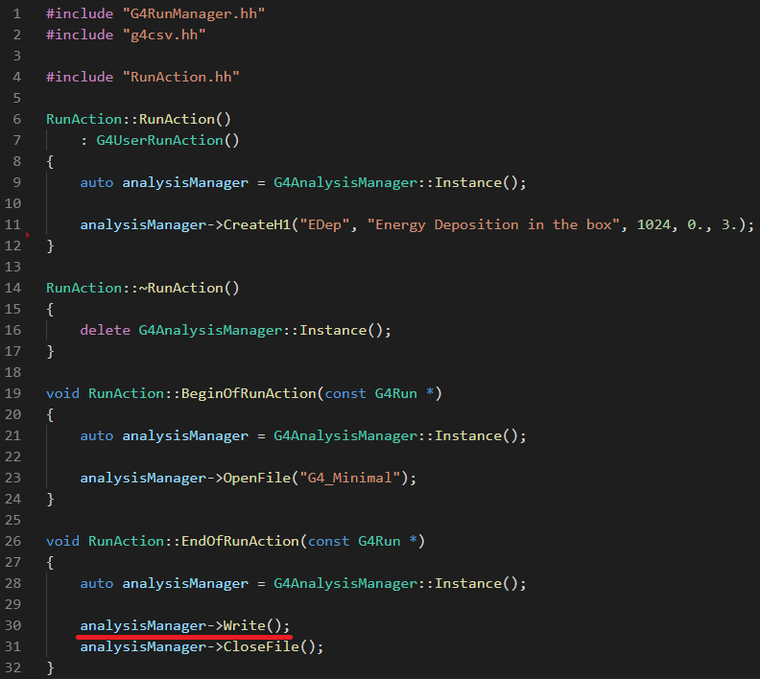 1 #include "G4RunManager.hh"
2 #include "g4csv.hh"
3
4 #include "RunAction.hh"
5
6 RunAction::RunAction()
7     : G4UserRunAction()
8 {
9     auto analysisManager = G4AnalysisManager::Instance();
10
11     analysisManager->CreateH1("EDep", "Energy Deposition in the box", 1024, 0., 3.);
12 }
13
14 RunAction::~RunAction()
15 {
16     delete G4AnalysisManager::Instance();
17 }
18
19 void RunAction::BeginOfRunAction(const G4Run *)
20 {
21     auto analysisManager = G4AnalysisManager::Instance();
22
23     analysisManager->OpenFile("G4_Minimal");
24 }
25
26 void RunAction::EndOfRunAction(const G4Run *)
27 {
28     auto analysisManager = G4AnalysisManager::Instance();
29
30     analysisManager->Write();
31     analysisManager->CloseFile();
32 }